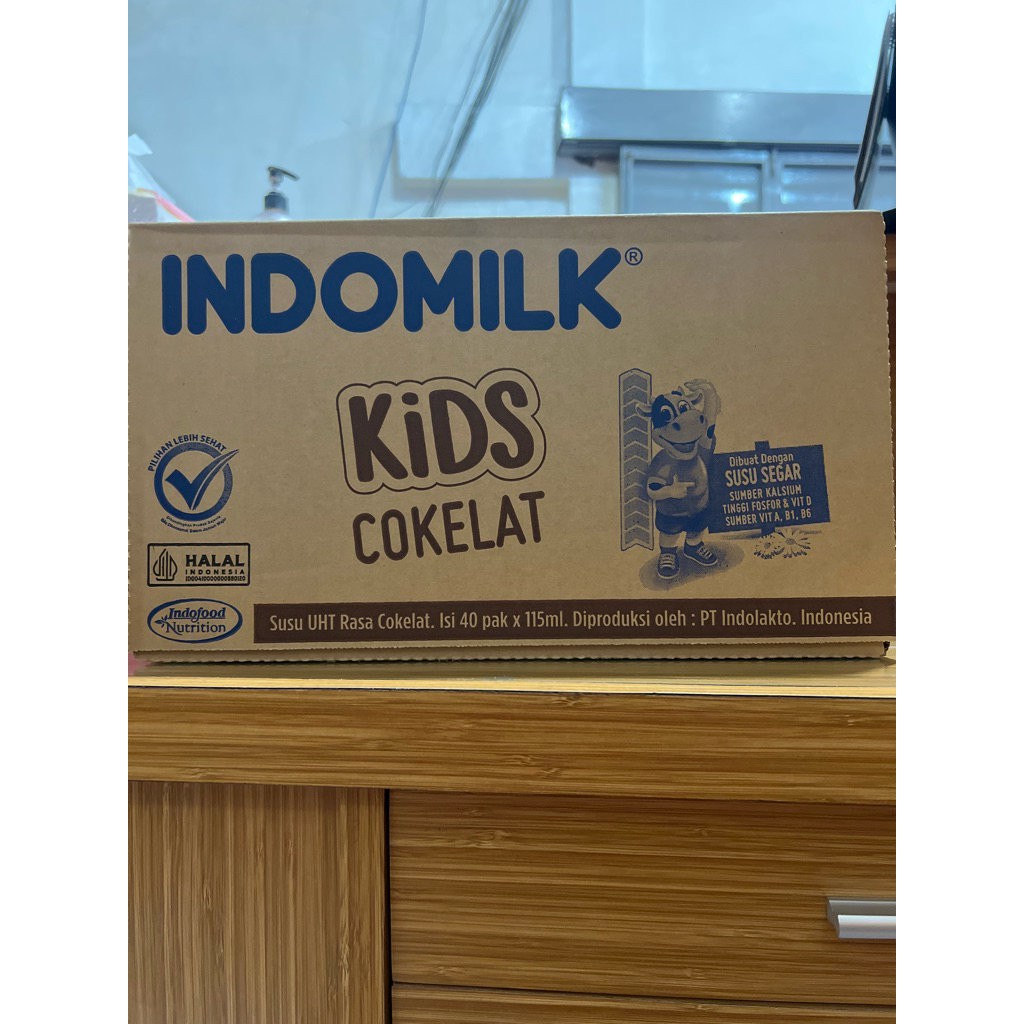 INDOMILK®
KiDS
COKELAT
PILIHAN LEBIH SEHAT
HALAL
INDONESIA
Indofood
Nutrition
Dibuat Dengan
SUSU SEGAR
SUMBER KALSIUM
TINGGI FOSFOR & VIT D
SUMBER VIT A, B1, B6
Susu UHT Rasa Cokelat. Isi 40 pak x 115ml. Diproduksi oleh : PT Indolakto. Indonesia